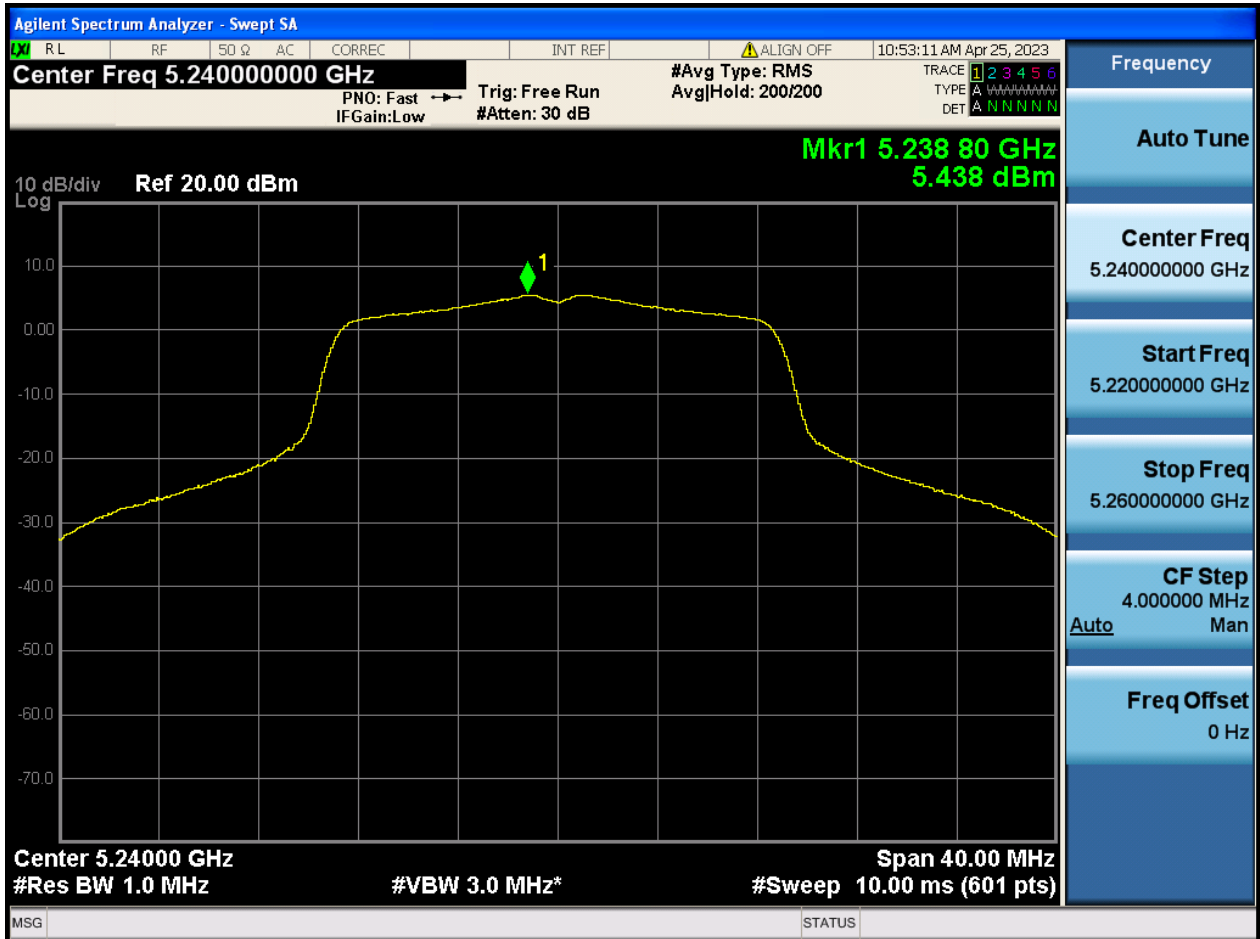 Agilent Spectrum Analyzer - Swept SA
LXI RL RF 50 Ω AC CORREC INT REF ALIGN OFF 10:53:11 AM Apr 25, 2023
Center Freq 5.240000000 GHz
PNO: Fast
IFGain:Low
Trig: Free Run
#Atten: 30 dB
#Avg Type: RMS
Avg|Hold: 200/200
TRACE 1 2 3 4 5 6
TYPE A
DET A N N N N N
Mkr1 5.238 80 GHz
5.438 dBm
10 dB/div Ref 20.00 dBm
Log
1
10.0
0.00
-10.0
-20.0
-30.0
-40.0
-50.0
-60.0
-70.0
Center 5.24000 GHz Span 40.00 MHz
#Res BW 1.0 MHz #VBW 3.0 MHz* #Sweep 10.00 ms (601 pts)
MSG STATUS
Frequency
Auto Tune
Center Freq
5.240000000 GHz
Start Freq
5.220000000 GHz
Stop Freq
5.260000000 GHz
CF Step
4.000000 MHz
Auto Man
Freq Offset
0 Hz